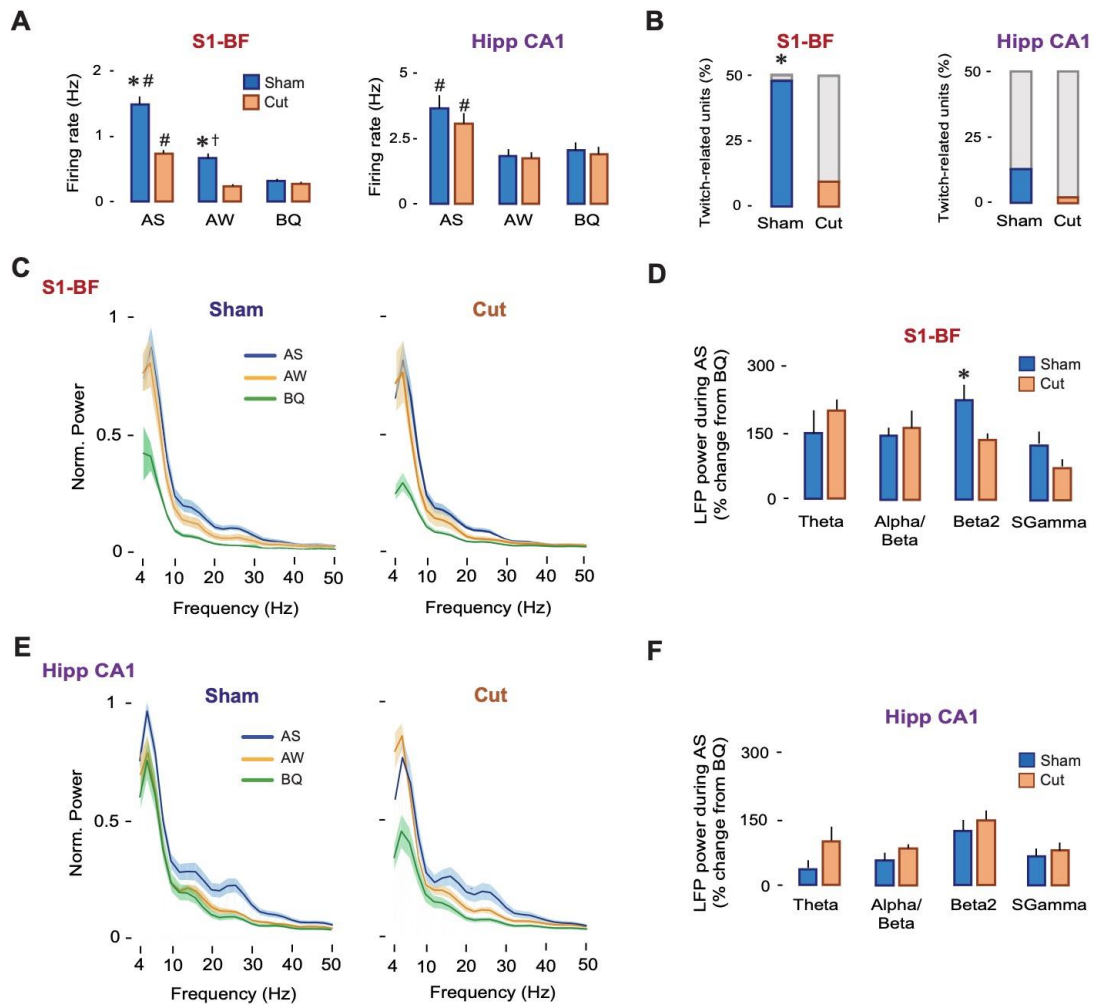 A
S1-BF
Firing rate (Hz)
2
1
0
*#
#
*†
Sham
Cut
AS AW BQ
Hipp CA1
Firing rate (Hz)
5
2.5
0
#
#
AS AW BQ
B
S1-BF
Twitch-related units (%)
50
25
0
*
Sham Cut
Hipp CA1
Twitch-related units (%)
50
25
0
Sham Cut
C
S1-BF
Sham
Norm. Power
1
0.5
0
AS
AW
BQ
4 10 20 30 40 50
Frequency (Hz)
Cut
4 10 20 30 40 50
Frequency (Hz)
D
S1-BF
LFP power during AS
(% change from BQ)
300
150
0
*
Sham
Cut
Theta Alpha/ Beta2 SGamma
Beta
E
Hipp CA1
Sham
Norm. Power
1
0.5
0
AS
AW
BQ
4 10 20 30 40 50
Frequency (Hz)
Cut
4 10 20 30 40 50
Frequency (Hz)
F
Hipp CA1
LFP power during AS
(% change from BQ)
300
150
0
Sham
Cut
Theta Alpha/ Beta2 SGamma
Beta